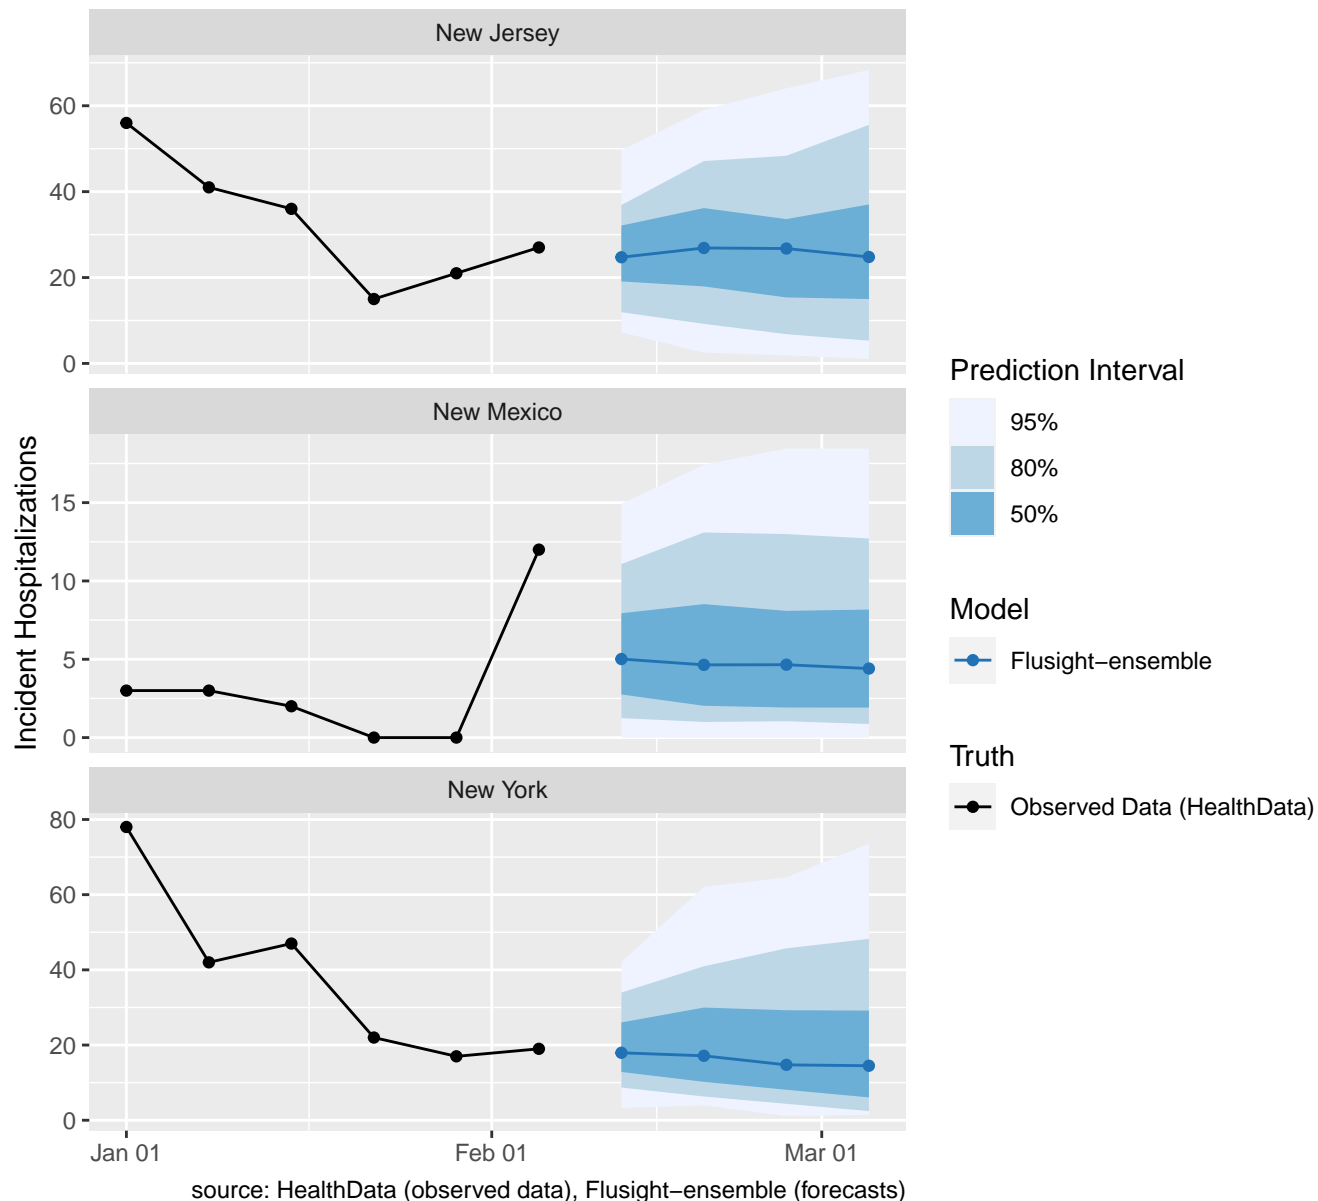 New Jersey
60
40
20
0
New Mexico
15
10
5
0
New York
80
60
40
20
0
Jan 01
Feb 01
Mar 01
Incident Hospitalizations
source: HealthData (observed data), Flusight−ensemble (forecasts)
Prediction Interval
95%
80%
50%
Model
Flusight−ensemble
Truth
Observed Data (HealthData)